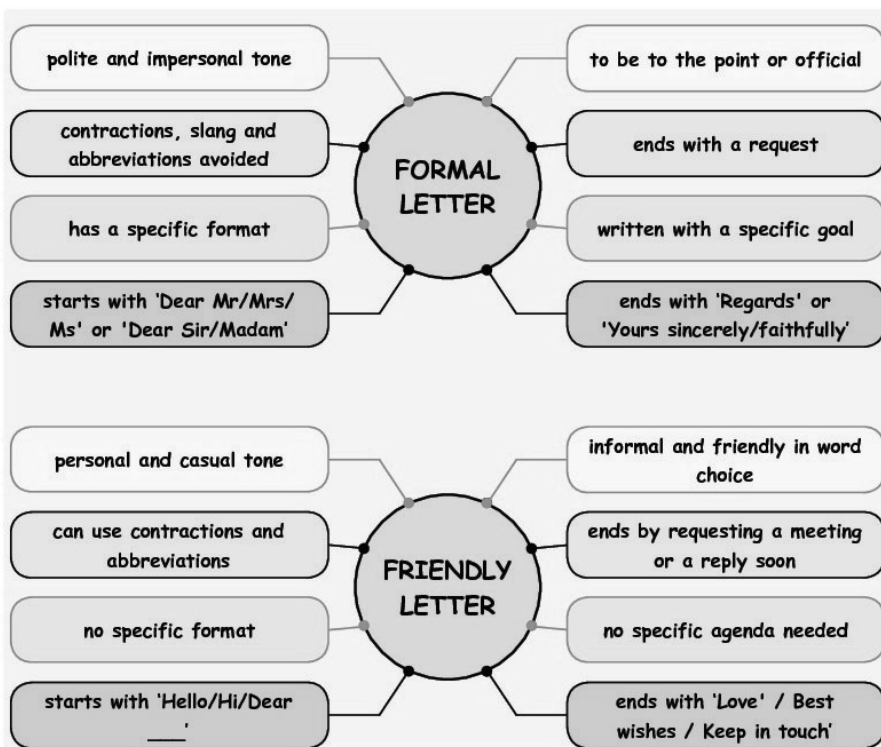 polite and impersonal tone
contractions, slang and
abbreviations avoided
has a specific format
starts with 'Dear Mr/Mrs/
Ms' or 'Dear Sir/Madam'
FORMAL
LETTER
to be to the point or official
ends with a request
written with a specific goal
ends with 'Regards' or
'Yours sincerely/faithfully'
personal and casual tone
can use contractions and
abbreviations
no specific format
starts with 'Hello/Hi/Dear
___'
FRIENDLY
LETTER
informal and friendly in word
choice
ends by requesting a meeting
or a reply soon
no specific agenda needed
ends with 'Love' / Best
wishes / Keep in touch'